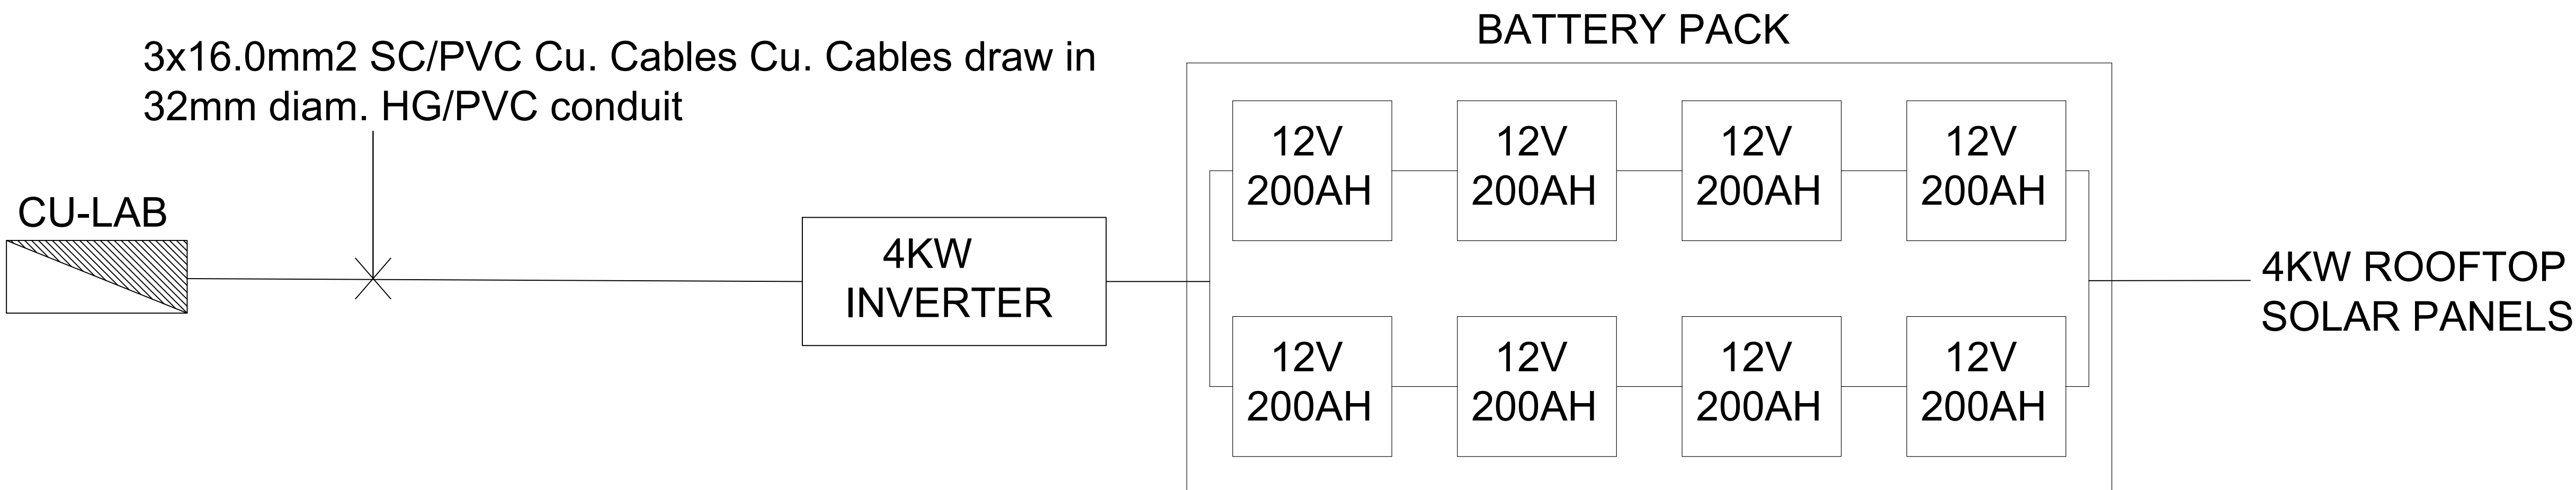 BATTERY PACK
3x16.0mm2 SC/PVC Cu. Cables Cu. Cables draw in
32mm diam. HG/PVC conduit
CU-LAB
4KW
INVERTER
12V
200AH
12V
200AH
12V
200AH
12V
200AH
12V
200AH
12V
200AH
12V
200AH
12V
200AH
4KW ROOFTOP
SOLAR PANELS